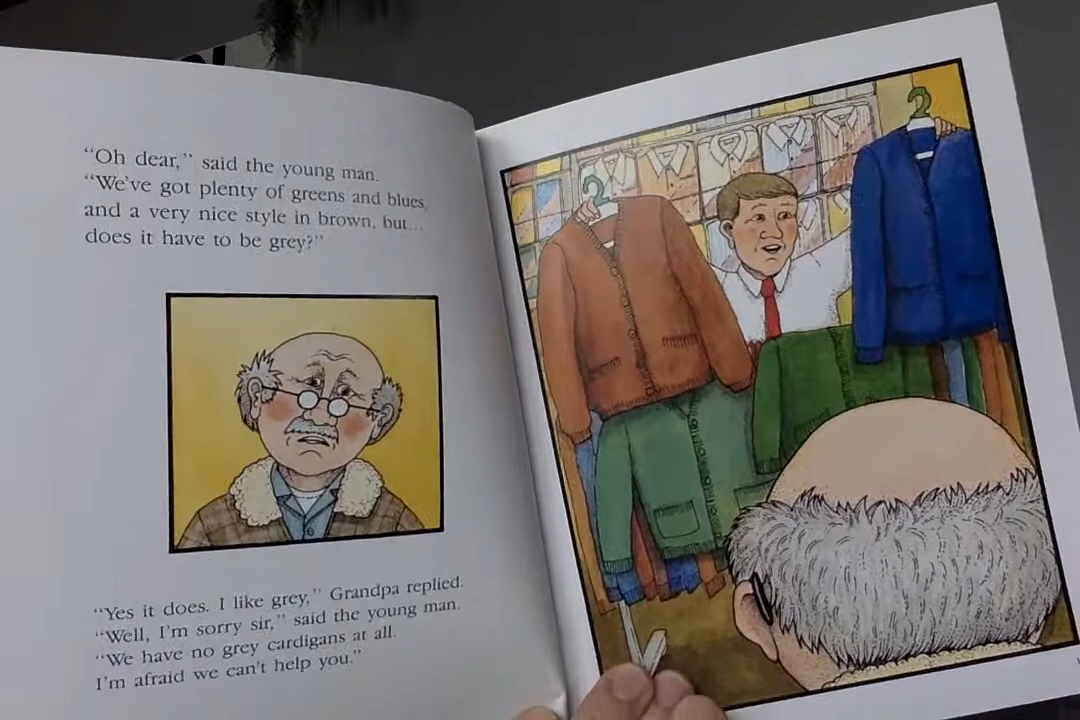 “Oh dear,” said the young man.
“We've got plenty of greens and blues,
and a very nice style in brown, but...
does it have to be grey?”
“Yes it does. I like grey,” Grandpa replied.
“Well, I'm sorry sir,” said the young man.
“We have no grey cardigans at all.
I'm afraid we can't help you.”